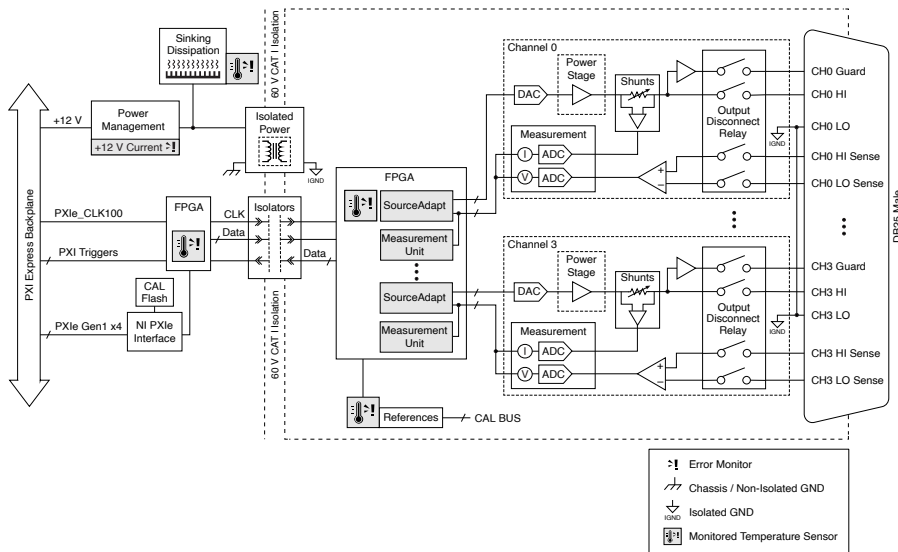 Sinking
Dissipation
60 V CAT I Isolation
+12 V
Power
Management
+12 V Current
Isolated
Power
IGND
PXI Express Backplane
PXIe_CLK100
PXI Triggers
PXIe Gen1 x4
FPGA
CLK
Data
Isolators
Data
CAL
Flash
NI PXIe
Interface
60 V CAT I Isolation
FPGA
SourceAdapt
Measurement
Unit
SourceAdapt
Measurement
Unit
References
CAL BUS
Channel 0
DAC
Power
Stage
Shunts
Measurement
I
ADC
V
ADC
+
–
Output
Disconnect
Relay
CH0 Guard
CH0 HI
IGND
CH0 LO
CH0 HI Sense
CH0 LO Sense
Channel 3
DAC
Power
Stage
Shunts
Measurement
I
ADC
V
ADC
+
–
Output
Disconnect
Relay
CH3 Guard
CH3 HI
IGND
CH3 LO
CH3 HI Sense
CH3 LO Sense
DB25 Male
Error Monitor
Chassis / Non-Isolated GND
IGND
Isolated GND
Monitored Temperature Sensor